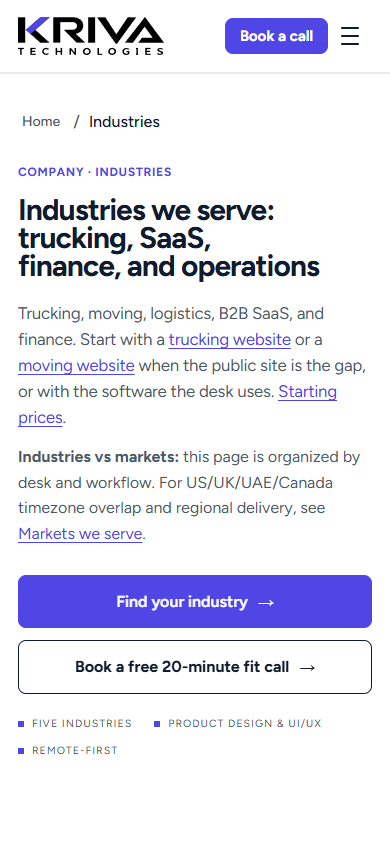 KRIVA
TECHNOLOGIES
Book a call
Home / Industries
COMPANY · INDUSTRIES
Industries we serve:
trucking, SaaS,
finance, and operations
Trucking, moving, logistics, B2B SaaS, and
finance. Start with a trucking website or a
moving website when the public site is the gap,
or with the software the desk uses. Starting
prices.
Industries vs markets: this page is organized by
desk and workflow. For US/UK/UAE/Canada
timezone overlap and regional delivery, see
Markets we serve.
Find your industry →
Book a free 20-minute fit call →
FIVE INDUSTRIES
PRODUCT DESIGN & UI/UX
REMOTE-FIRST